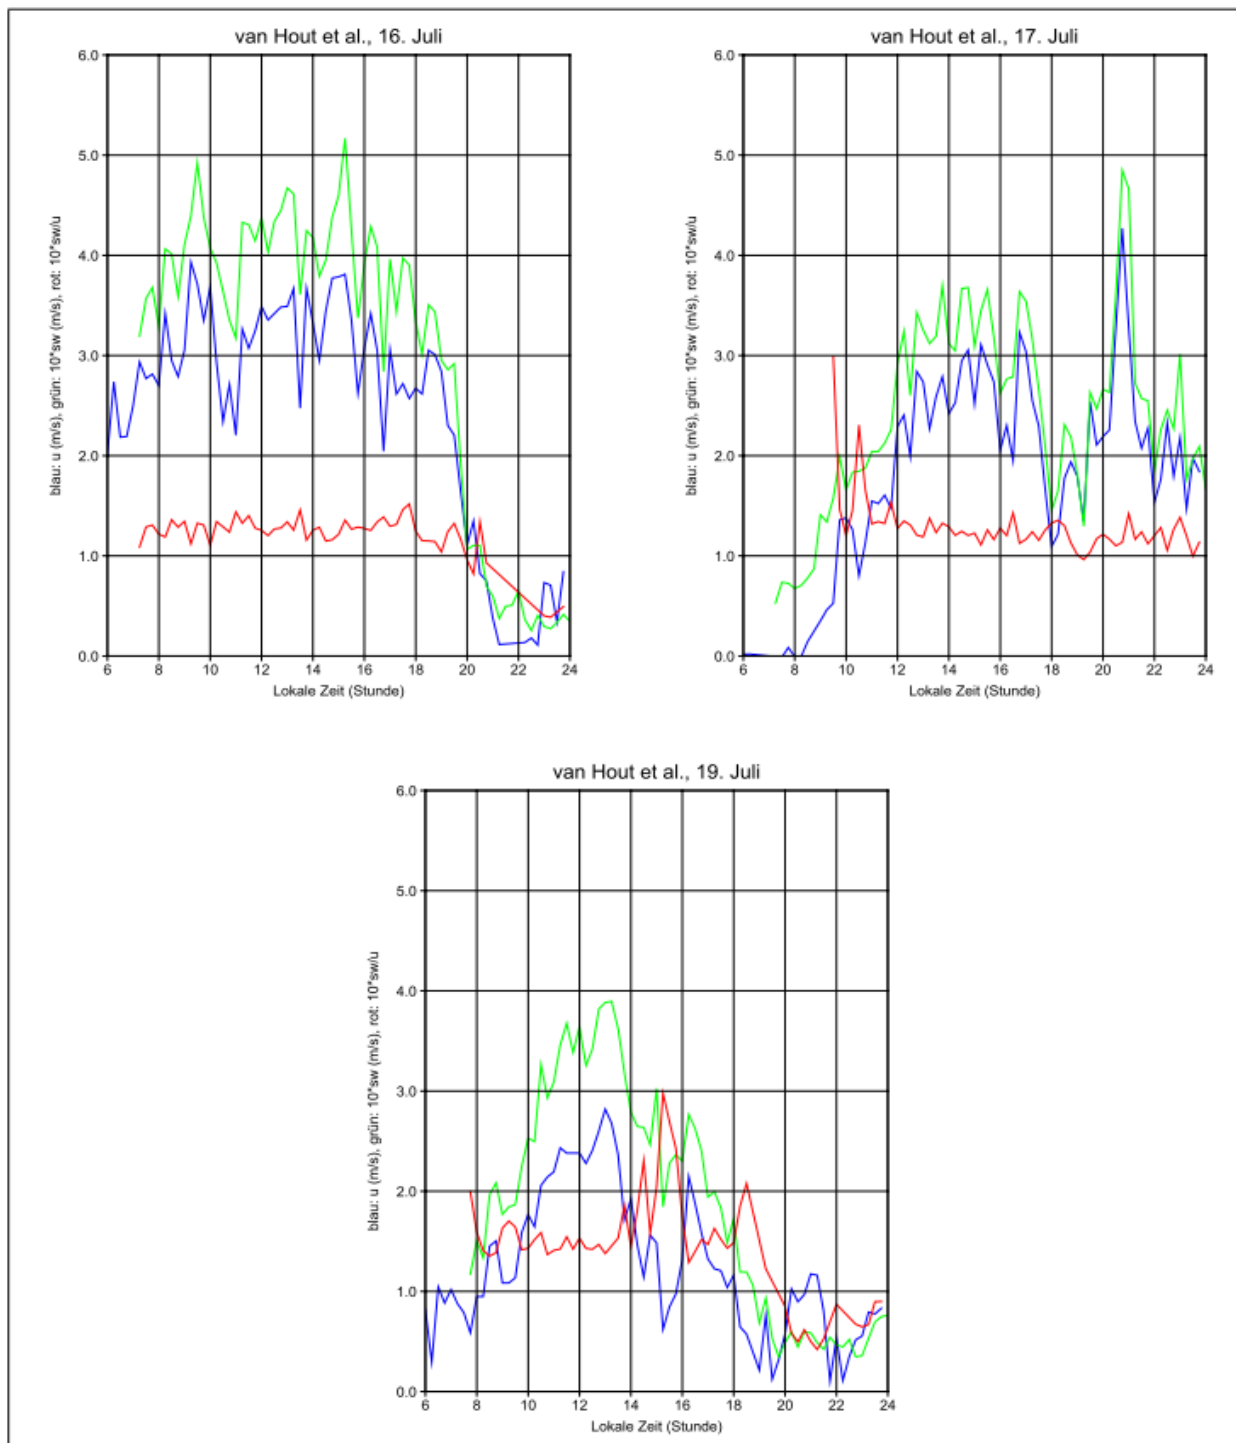 van Hout et al., 16. Juli
6.0
5.0
4.0
3.0
2.0
1.0
0.0
blau: u (m/s), grün: 10*sw (m/s), rot: 10*sw/u
6 8 10 12 14 16 18 20 22 24
Lokale Zeit (Stunde)
van Hout et al., 17. Juli
6.0
5.0
4.0
3.0
2.0
1.0
0.0
blau: u (m/s), grün: 10*sw (m/s), rot: 10*sw/u
6 8 10 12 14 16 18 20 22 24
Lokale Zeit (Stunde)
van Hout et al., 19. Juli
6.0
5.0
4.0
3.0
2.0
1.0
0.0
blau: u (m/s), grün: 10*sw (m/s), rot: 10*sw/u
6 8 10 12 14 16 18 20 22 24
Lokale Zeit (Stunde)